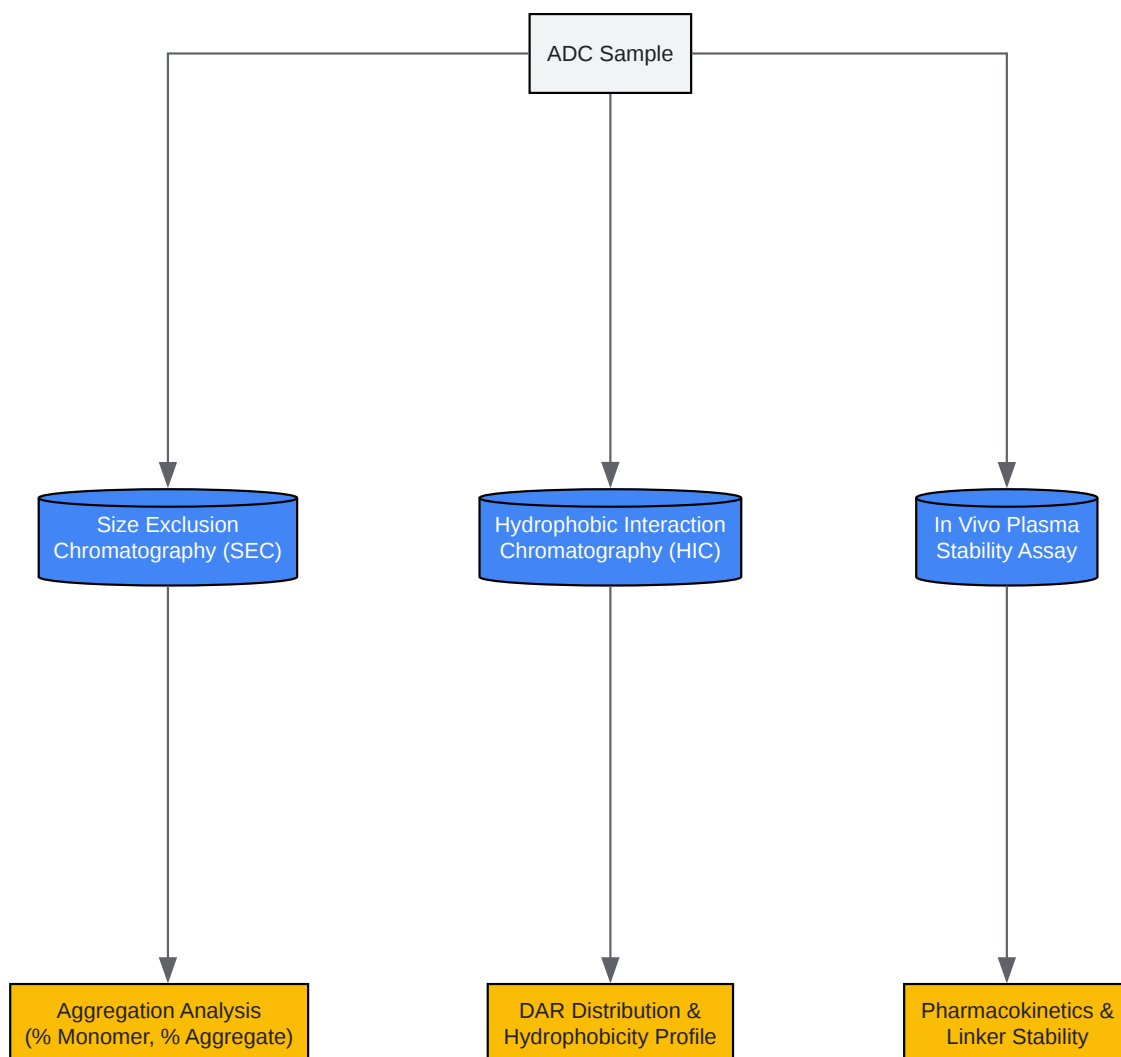 ADC Sample
Size Exclusion
Chromatography (SEC)
Hydrophobic Interaction
Chromatography (HIC)
In Vivo Plasma
Stability Assay
Aggregation Analysis
(% Monomer, % Aggregate)
DAR Distribution &
Hydrophobicity Profile
Pharmacokinetics &
Linker Stability